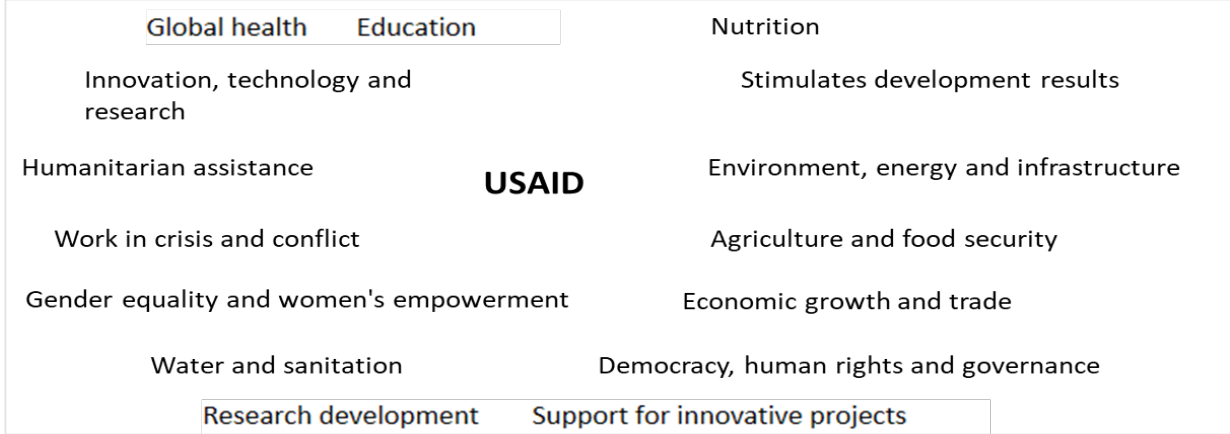 Global health Education Nutrition
Innovation, technology and research
Stimulates development results
Humanitarian assistance
USAID
Environment, energy and infrastructure
Work in crisis and conflict
Agriculture and food security
Gender equality and women's empowerment
Economic growth and trade
Water and sanitation
Democracy, human rights and governance
Research development Support for innovative projects